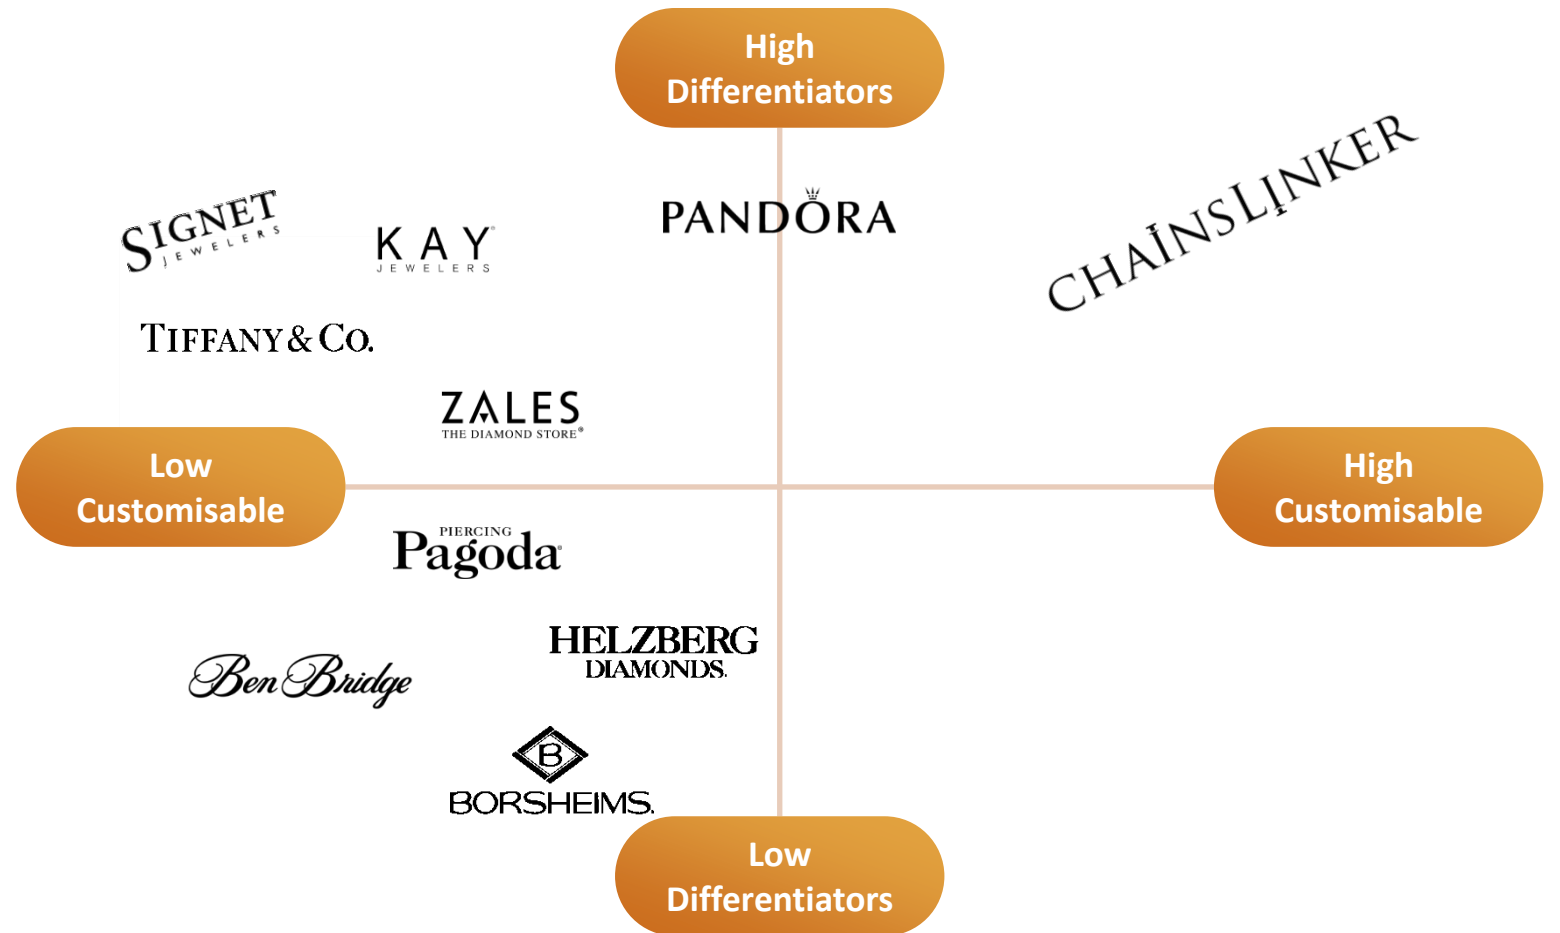 High
Differentiators
CHAINSLINKER
SIGNET
JEWELERS
KAY
JEWELERS
PANDORA
TIFFANY & CO.
ZALES
THE DIAMOND STORE®
Low
Customisable
High
Customisable
PIERCING
Pagoda
HELZBERG
DIAMONDS.
Ben Bridge
B
BORSHEIMS.
Low
Differentiators